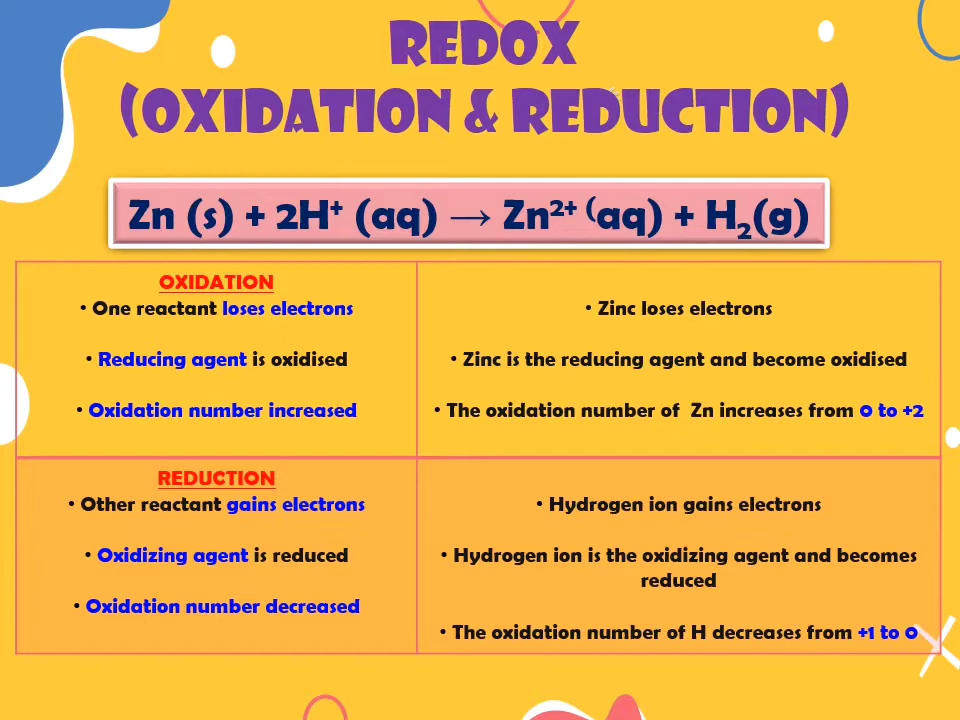 REDOX
(OXIDATION & REDUCTION)
Zn (s) + 2H⁺ (aq) → Zn²⁺ ⁽aq) + H₂(g)
OXIDATION
• One reactant loses electrons
• Reducing agent is oxidised
• Oxidation number increased
• Zinc loses electrons
• Zinc is the reducing agent and become oxidised
• The oxidation number of Zn increases from 0 to +2
REDUCTION
• Other reactant gains electrons
• Oxidizing agent is reduced
• Oxidation number decreased
• Hydrogen ion gains electrons
• Hydrogen ion is the oxidizing agent and becomes
reduced
• The oxidation number of H decreases from +1 to 0